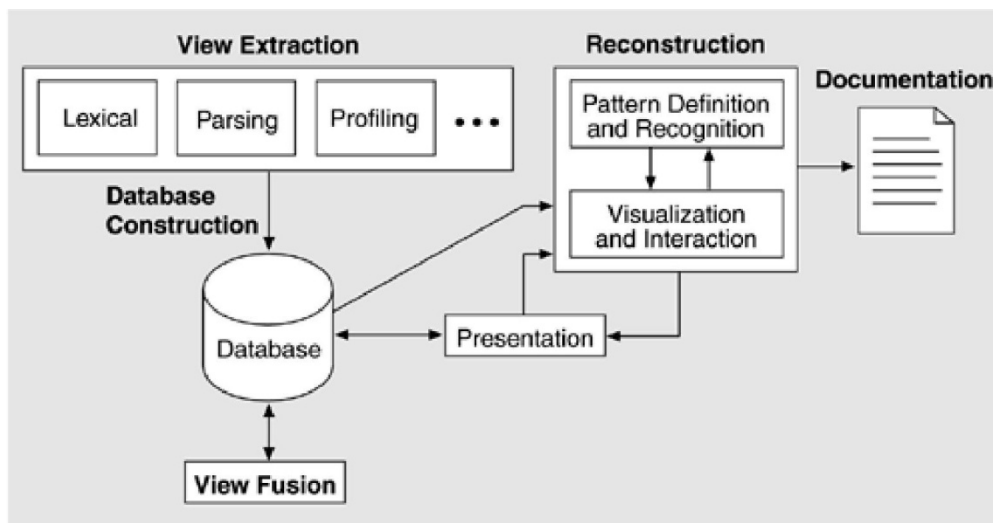 View Extraction
Lexical
Parsing
Profiling
Reconstruction
Pattern Definition
and Recognition
Visualization
and Interaction
Documentation
Database
Construction
Database
Presentation
View Fusion